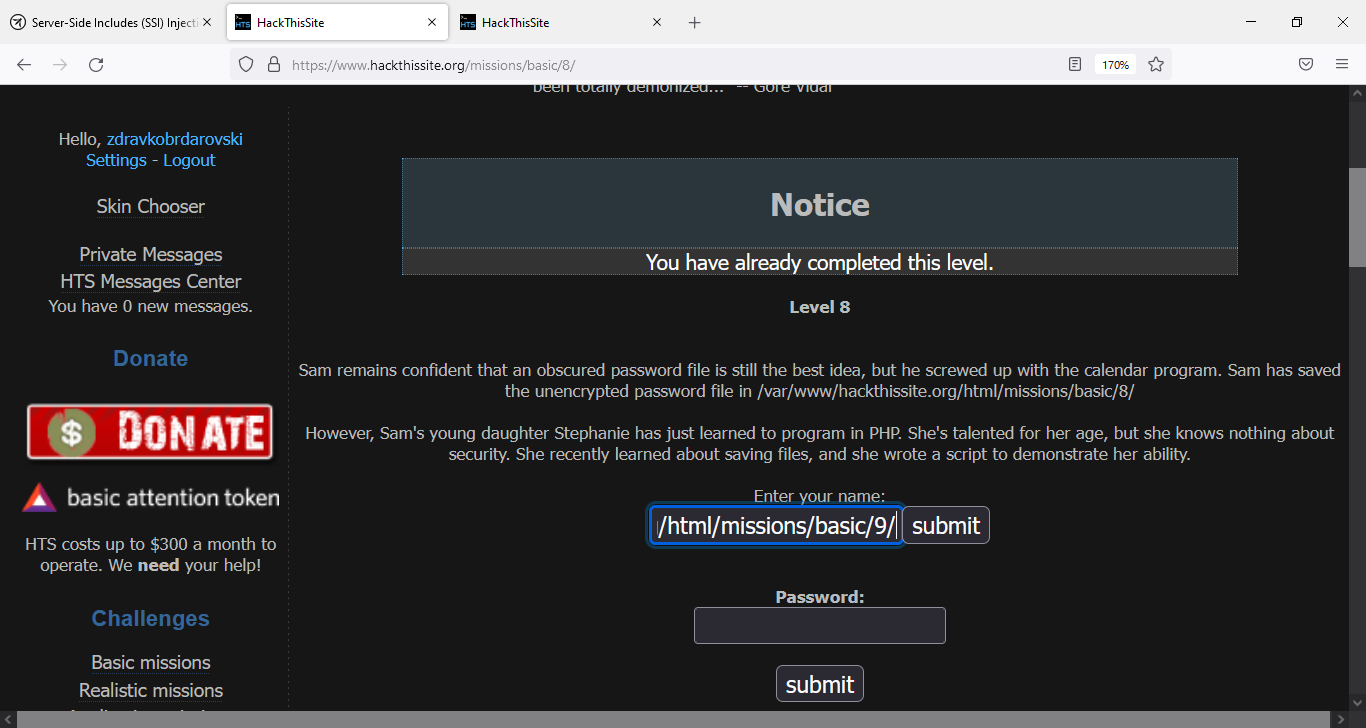 Server-Side Includes (SSI) Injecti
HackThisSite
HackThisSite
https://www.hackthissite.org/missions/basic/8/
170%
been totally demonized..." -- Gore Vidal
Hello, zdravkobrdarovski
Settings - Logout
Skin Chooser
Private Messages
HTS Messages Center
You have 0 new messages.
Donate
$ DONATE
basic attention token
HTS costs up to $300 a month to
operate. We need your help!
Challenges
Basic missions
Realistic missions
Notice
You have already completed this level.
Level 8
Sam remains confident that an obscured password file is still the best idea, but he screwed up with the calendar program. Sam has saved
the unencrypted password file in /var/www/hackthissite.org/html/missions/basic/8/
However, Sam's young daughter Stephanie has just learned to program in PHP. She's talented for her age, but she knows nothing about
security. She recently learned about saving files, and she wrote a script to demonstrate her ability.
Enter your name:
/html/missions/basic/9/ submit
Password:
submit